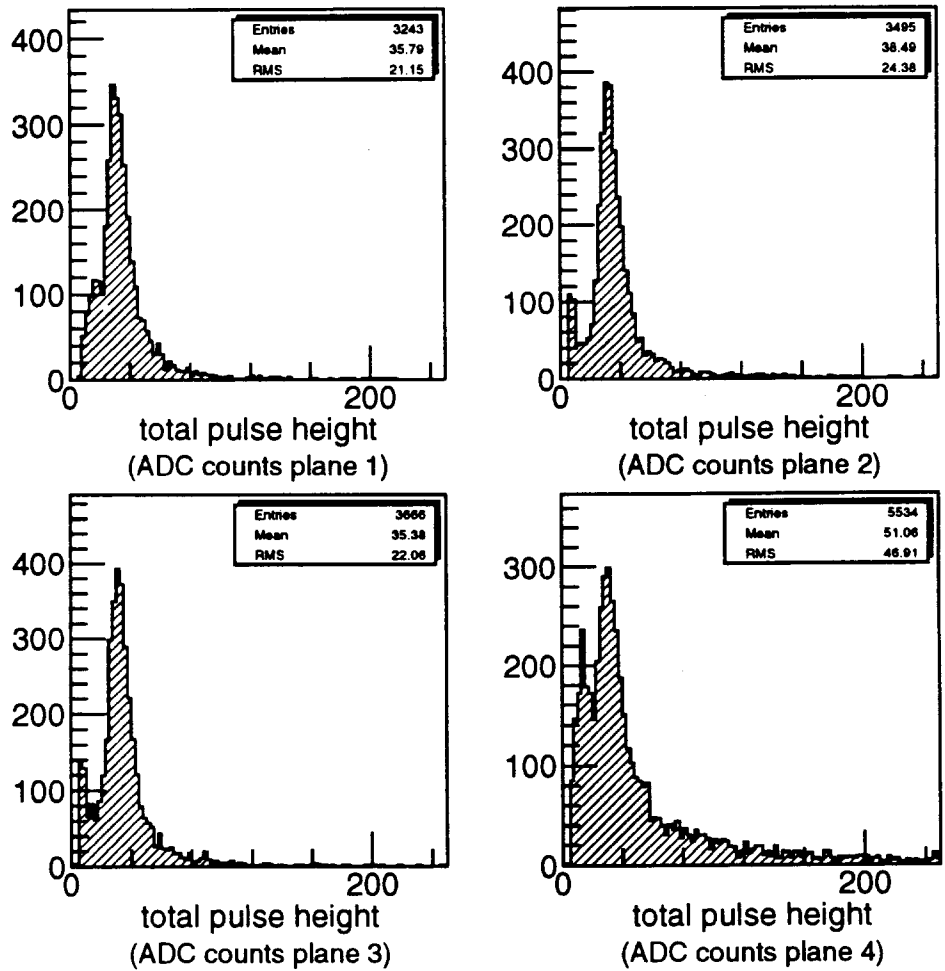 Entries 3243
Mean 35.79
RMS 21.15
400
300
200
100
0
0 200
total pulse height
(ADC counts plane 1)
Entries 3495
Mean 38.49
RMS 24.38
400
300
200
100
0
0 200
total pulse height
(ADC counts plane 2)
Entries 3666
Mean 35.38
RMS 22.06
400
300
200
100
0
0 200
total pulse height
(ADC counts plane 3)
Entries 5534
Mean 51.06
RMS 46.91
300
200
100
0
0 200
total pulse height
(ADC counts plane 4)